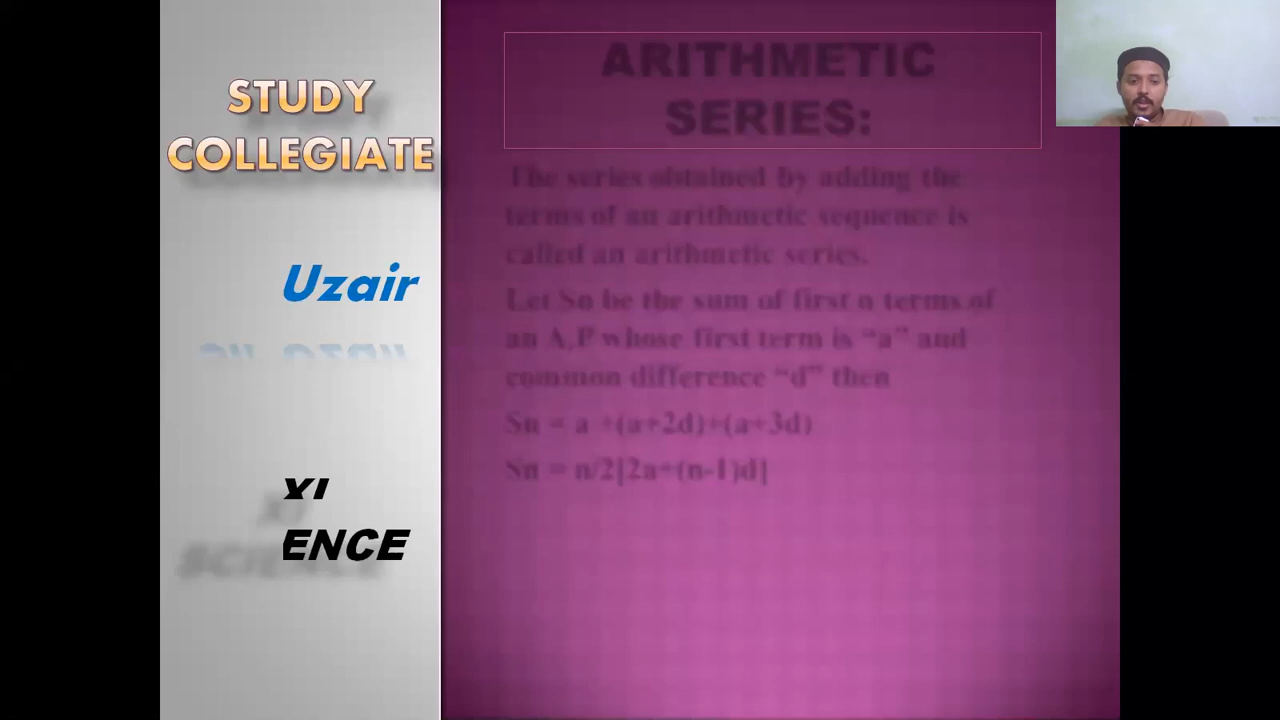 STUDY
COLLEGIATE
Uzair
XI
ENCE
ARITHMETIC
SERIES:
The series obtained by adding the
terms of an arithmetic sequence is
called an arithmetic series.
Let Sn be the sum of first n terms of
an A.P whose first term is “a” and
common difference “d” then
Sn = a +(a+2d)+(a+3d)
Sn = n/2[2a+(n-1)d]